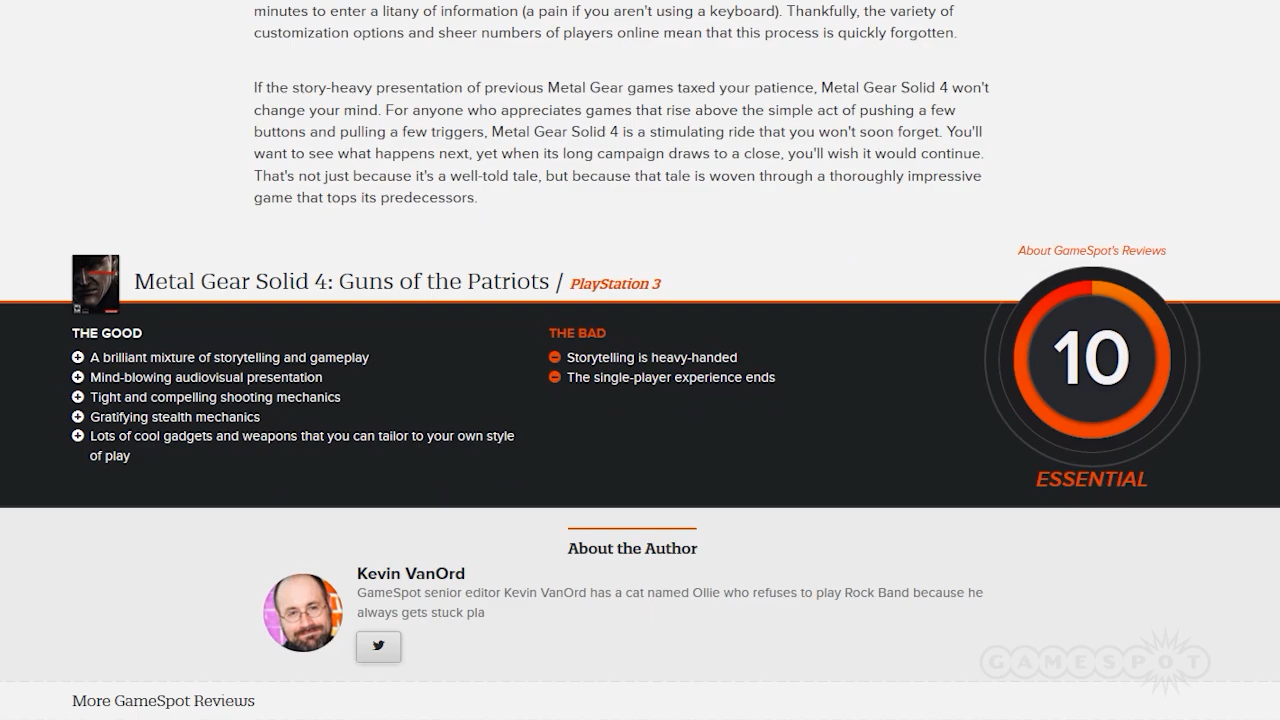 minutes to enter a litany of information (a pain if you aren't using a keyboard). Thankfully, the variety of
customization options and sheer numbers of players online mean that this process is quickly forgotten.
If the story-heavy presentation of previous Metal Gear games taxed your patience, Metal Gear Solid 4 won't
change your mind. For anyone who appreciates games that rise above the simple act of pushing a few
buttons and pulling a few triggers, Metal Gear Solid 4 is a stimulating ride that you won't soon forget. You'll
want to see what happens next, yet when its long campaign draws to a close, you'll wish it would continue.
That's not just because it's a well-told tale, but because that tale is woven through a thoroughly impressive
game that tops its predecessors.
About GameSpot's Reviews
Metal Gear Solid 4: Guns of the Patriots / PlayStation 3
THE GOOD
A brilliant mixture of storytelling and gameplay
Mind-blowing audiovisual presentation
Tight and compelling shooting mechanics
Gratifying stealth mechanics
Lots of cool gadgets and weapons that you can tailor to your own style
of play
THE BAD
Storytelling is heavy-handed
The single-player experience ends
10
ESSENTIAL
About the Author
Kevin VanOrd
GameSpot senior editor Kevin VanOrd has a cat named Ollie who refuses to play Rock Band because he
always gets stuck pla
GAMESPOT
More GameSpot Reviews